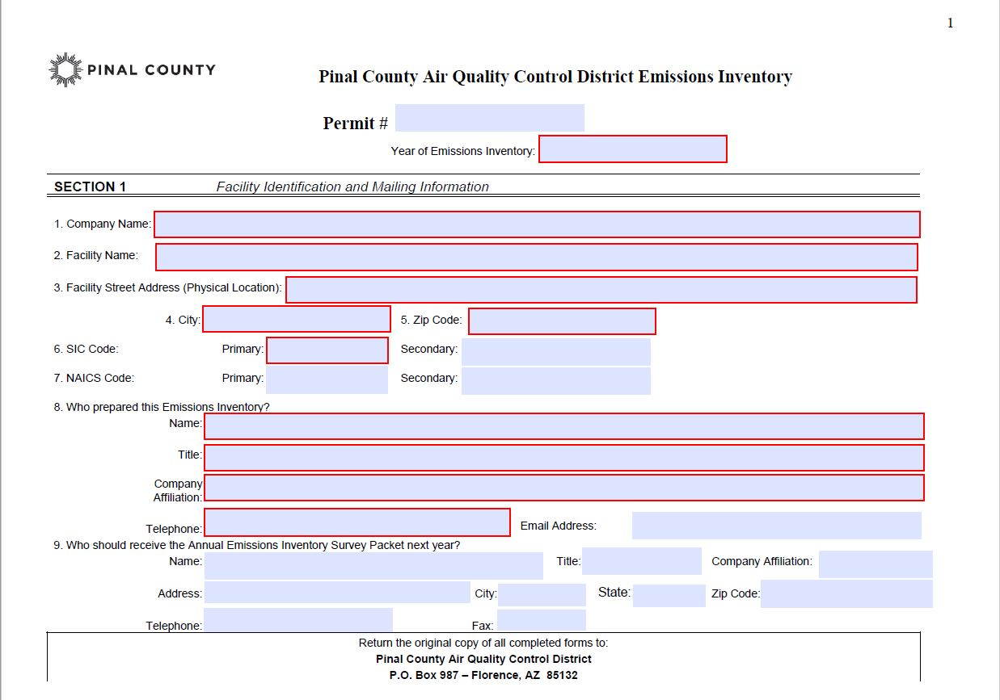 1
PINAL COUNTY
Pinal County Air Quality Control District Emissions Inventory
Permit #
Year of Emissions Inventory:
SECTION 1 Facility Identification and Mailing Information
1. Company Name:
2. Facility Name:
3. Facility Street Address (Physical Location):
4. City: 5. Zip Code:
6. SIC Code: Primary: Secondary:
7. NAICS Code: Primary: Secondary:
8. Who prepared this Emissions Inventory?
Name:
Title:
Company
Affiliation:
Telephone: Email Address:
9. Who should receive the Annual Emissions Inventory Survey Packet next year?
Name: Title: Company Affiliation:
Address: City: State: Zip Code:
Telephone: Fax:
Return the original copy of all completed forms to:
Pinal County Air Quality Control District
P.O. Box 987 – Florence, AZ 85132